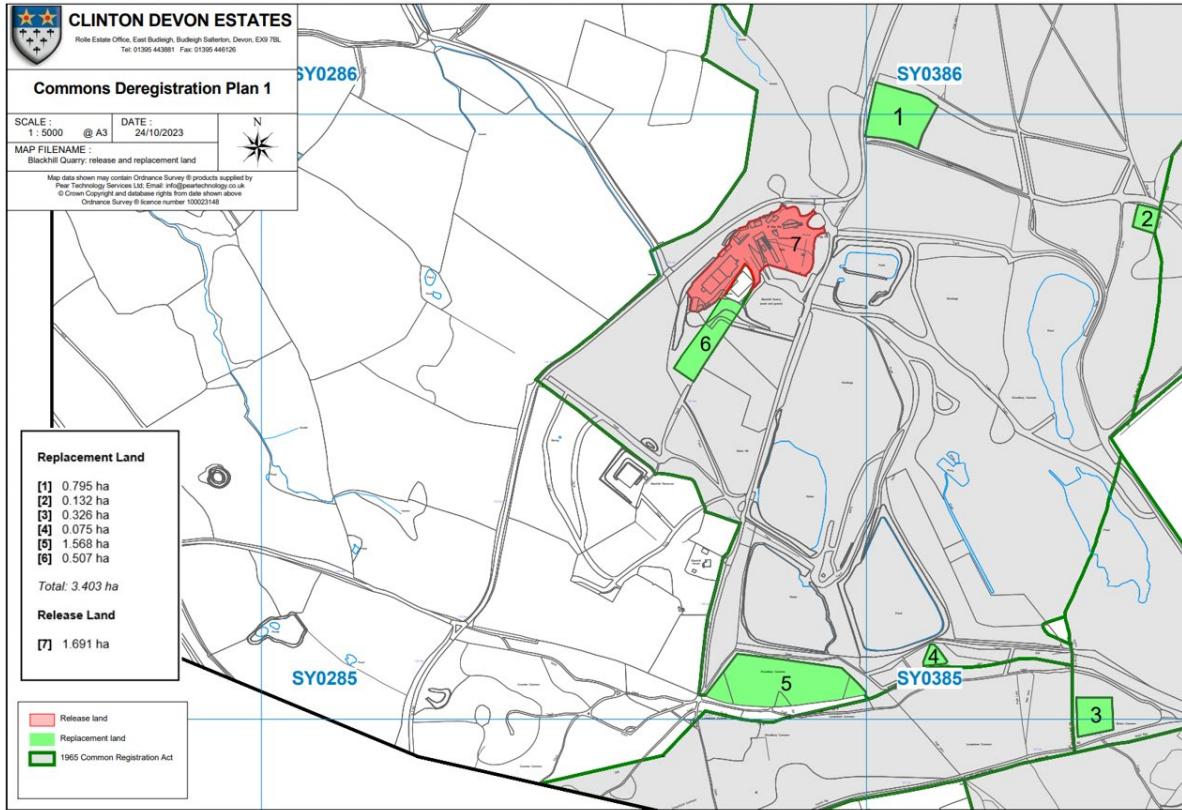 CLINTON DEVON ESTATES
Rolle Estate Office, East Budleigh, Budleigh Salterton, Devon, EX9 7BL
Tel: 01395 443881 Fax: 01395 446126
Commons Deregistration Plan 1
SCALE :
1 : 5000 @ A3
DATE :
24/10/2023
N
MAP FILENAME :
Blackhill Quarry: release and replacement land
Map data shown may contain Ordnance Survey ® products supplied by
Pear Technology Services Ltd; Email: info@peartechnology.co.uk
© Crown Copyright and database rights from date shown above
Ordnance Survey ® licence number 100023148
SY0286
SY0386
1
2
7
6
Replacement Land
[1] 0.795 ha
[2] 0.132 ha
[3] 0.326 ha
[4] 0.075 ha
[5] 1.568 ha
[6] 0.507 ha
Total: 3.403 ha
Release Land
[7] 1.691 ha
SY0285
SY0385
4
5
3
Release land
Replacement land
1965 Common Registration Act